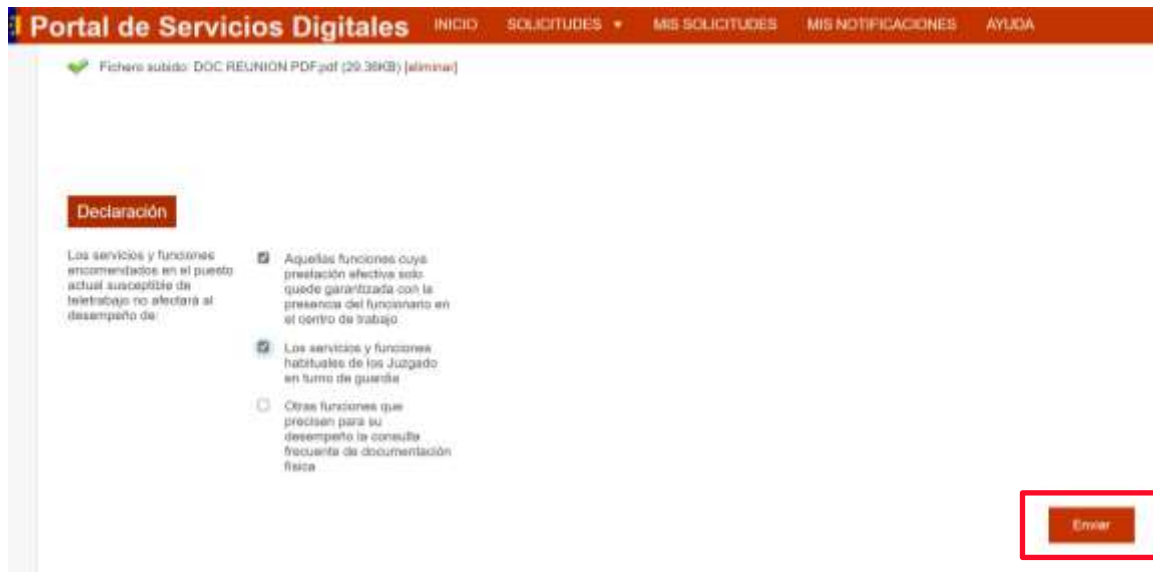 Portal de Servicios Digitales INICIO SOLICITUDES MIS SOLICITUDES MIS NOTIFICACIONES AYUDA
Fichero subido: DOC REUNION PDF.pdf (29.36KB) [eliminar]
Declaración
Los servicios y funciones
encomendados en el puesto
actual susceptible de
teletrabajo no afectará al
desempeño de:
Aquellas funciones cuya
prestación efectiva solo
quede garantizada con la
presencia del funcionario en
el centro de trabajo
Los servicios y funciones
habituales de los Juzgado
en turno de guardia
Otras funciones que
precisen para su
desempeño la consulta
frecuente de documentación
física
Enviar